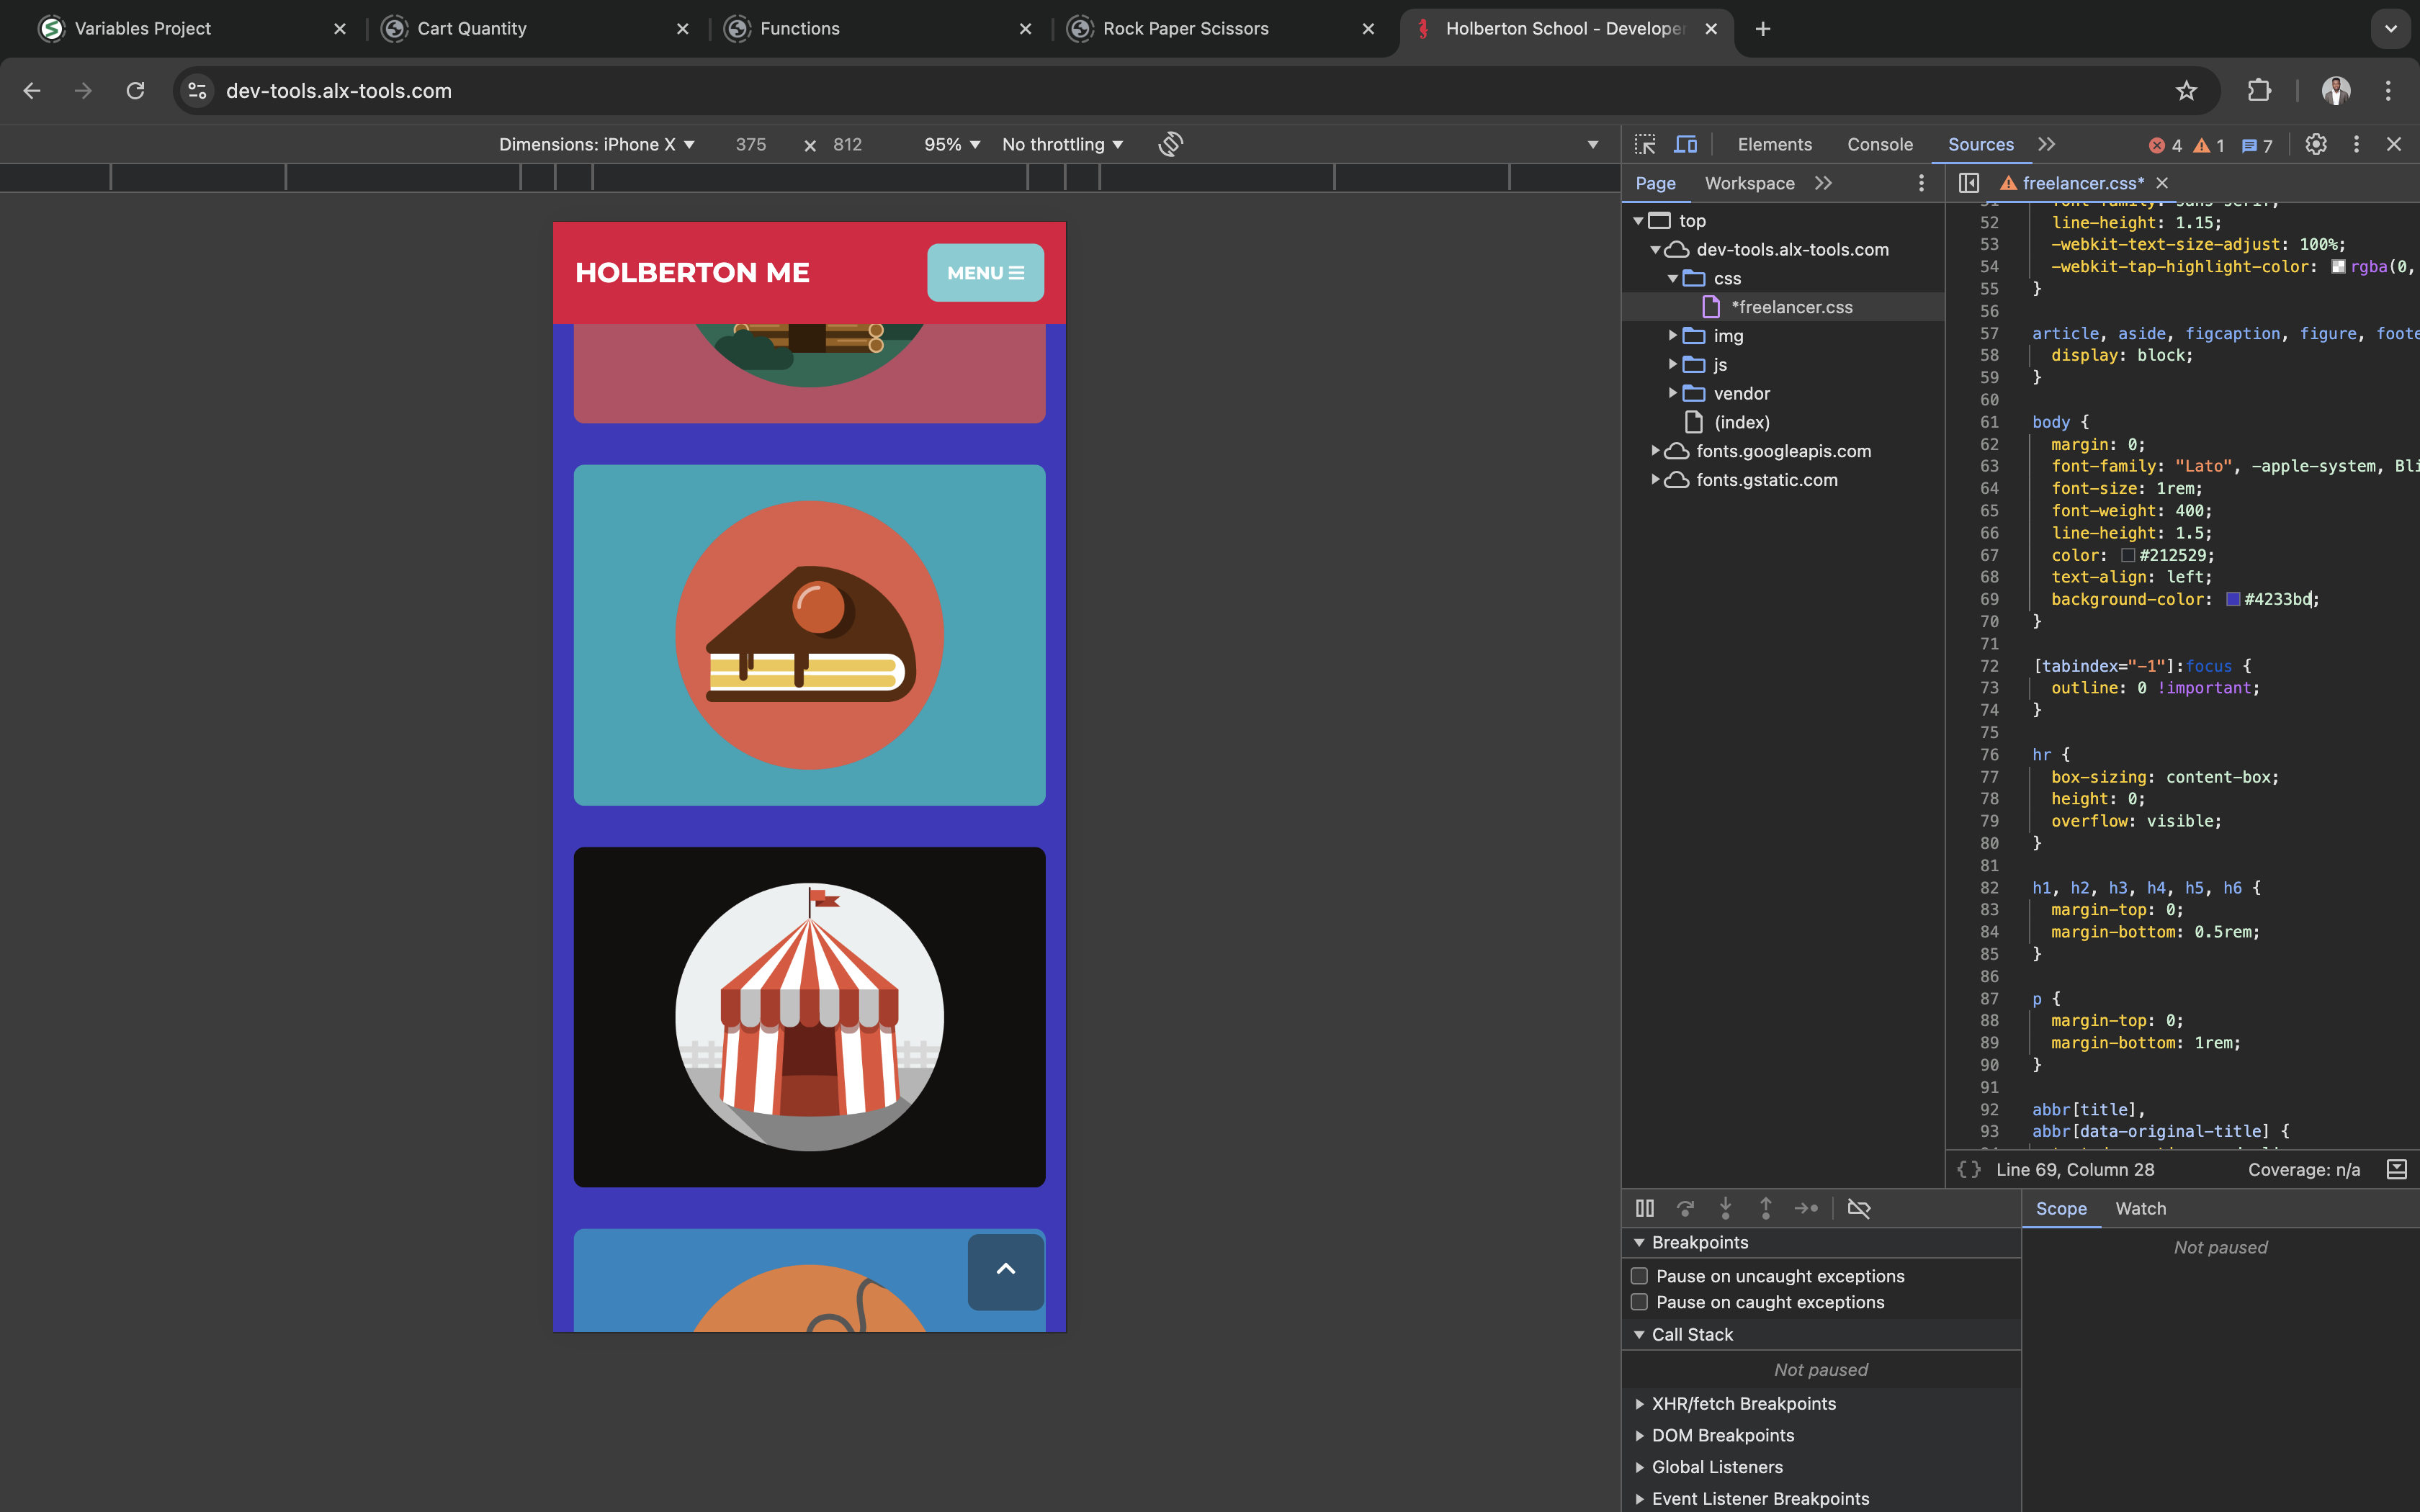 Variables Project
Cart Quantity
Functions
Rock Paper Scissors
Holberton School - Developer
dev-tools.alx-tools.com
Dimensions: iPhone X 375 × 812 95% No throttling
Elements Console Sources 4 1 7
Page Workspace
freelancer.css*
top
dev-tools.alx-tools.com
css
*freelancer.css
img
js
vendor
(index)
fonts.googleapis.com
fonts.gstatic.com
HOLBERTON ME
MENU
51 font-family: sans-serif;
52 line-height: 1.15;
53 -webkit-text-size-adjust: 100%;
54 -webkit-tap-highlight-color: rgba(0,
55 }
56
57 article, aside, figcaption, figure, foote
58 display: block;
59 }
60
61 body {
62 margin: 0;
63 font-family: "Lato", -apple-system, Bli
64 font-size: 1rem;
65 font-weight: 400;
66 line-height: 1.5;
67 color: #212529;
68 text-align: left;
69 background-color: #4233bd;
70 }
71
72 [tabindex="-1"]:focus {
73 outline: 0 !important;
74 }
75
76 hr {
77 box-sizing: content-box;
78 height: 0;
79 overflow: visible;
80 }
81
82 h1, h2, h3, h4, h5, h6 {
83 margin-top: 0;
84 margin-bottom: 0.5rem;
85 }
86
87 p {
88 margin-top: 0;
89 margin-bottom: 1rem;
90 }
91
92 abbr[title],
93 abbr[data-original-title] {
{} Line 69, Column 28 Coverage: n/a
Breakpoints
Pause on uncaught exceptions
Pause on caught exceptions
Call Stack
Not paused
XHR/fetch Breakpoints
DOM Breakpoints
Global Listeners
Event Listener Breakpoints
Scope Watch
Not paused